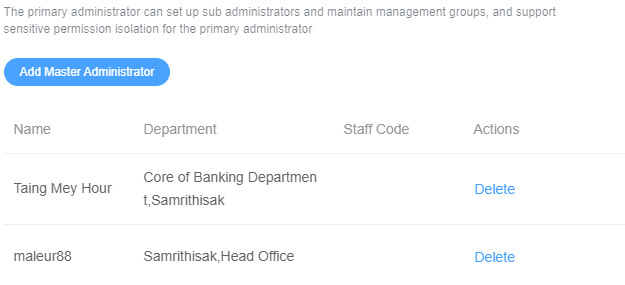 The primary administrator can set up sub administrators and maintain management groups, and support
sensitive permission isolation for the primary administrator
Add Master Administrator
Name Department Staff Code Actions
Taing Mey Hour Core of Banking Departmen
t,Samrithisak Delete
maleur88 Samrithisak,Head Office Delete